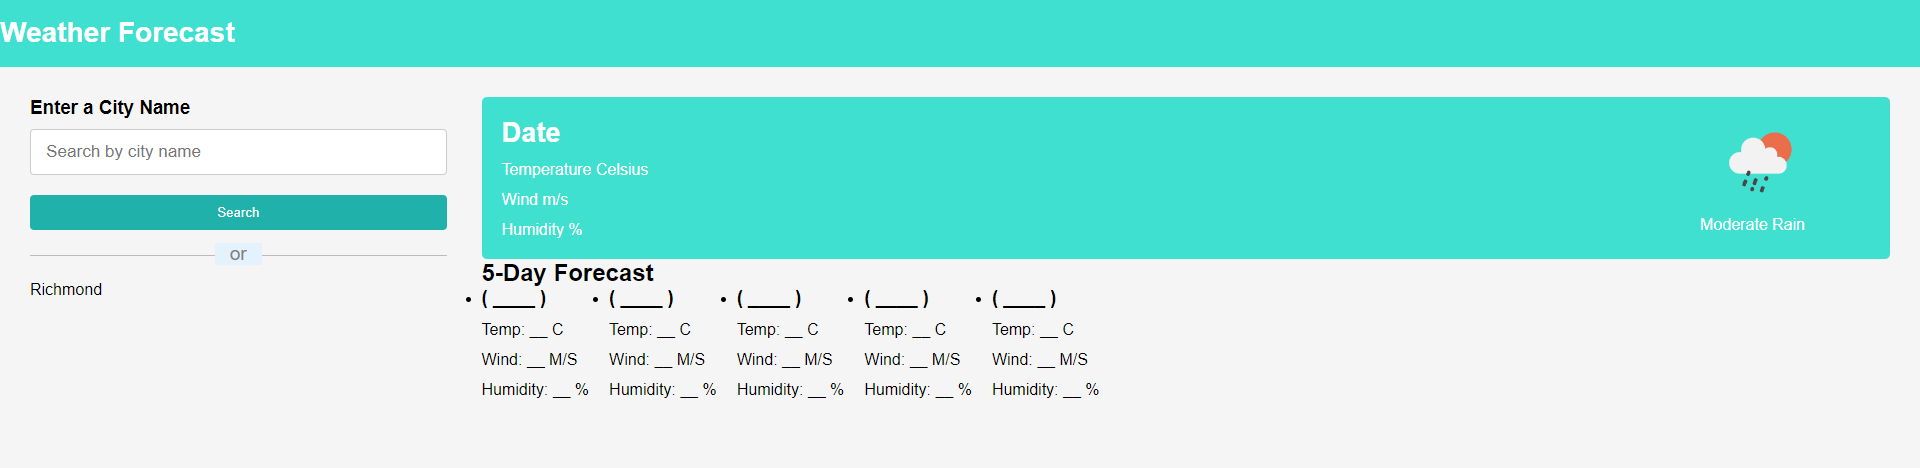 Weather Forecast
Enter a City Name
Search by city name
Search
or
Richmond
Date
Temperature Celsius
Wind m/s
Humidity %
Moderate Rain
5-Day Forecast
( ____ )
Temp: __ C
Wind: __ M/S
Humidity: __ %
( ____ )
Temp: __ C
Wind: __ M/S
Humidity: __ %
( ____ )
Temp: __ C
Wind: __ M/S
Humidity: __ %
( ____ )
Temp: __ C
Wind: __ M/S
Humidity: __ %
( ____ )
Temp: __ C
Wind: __ M/S
Humidity: __ %